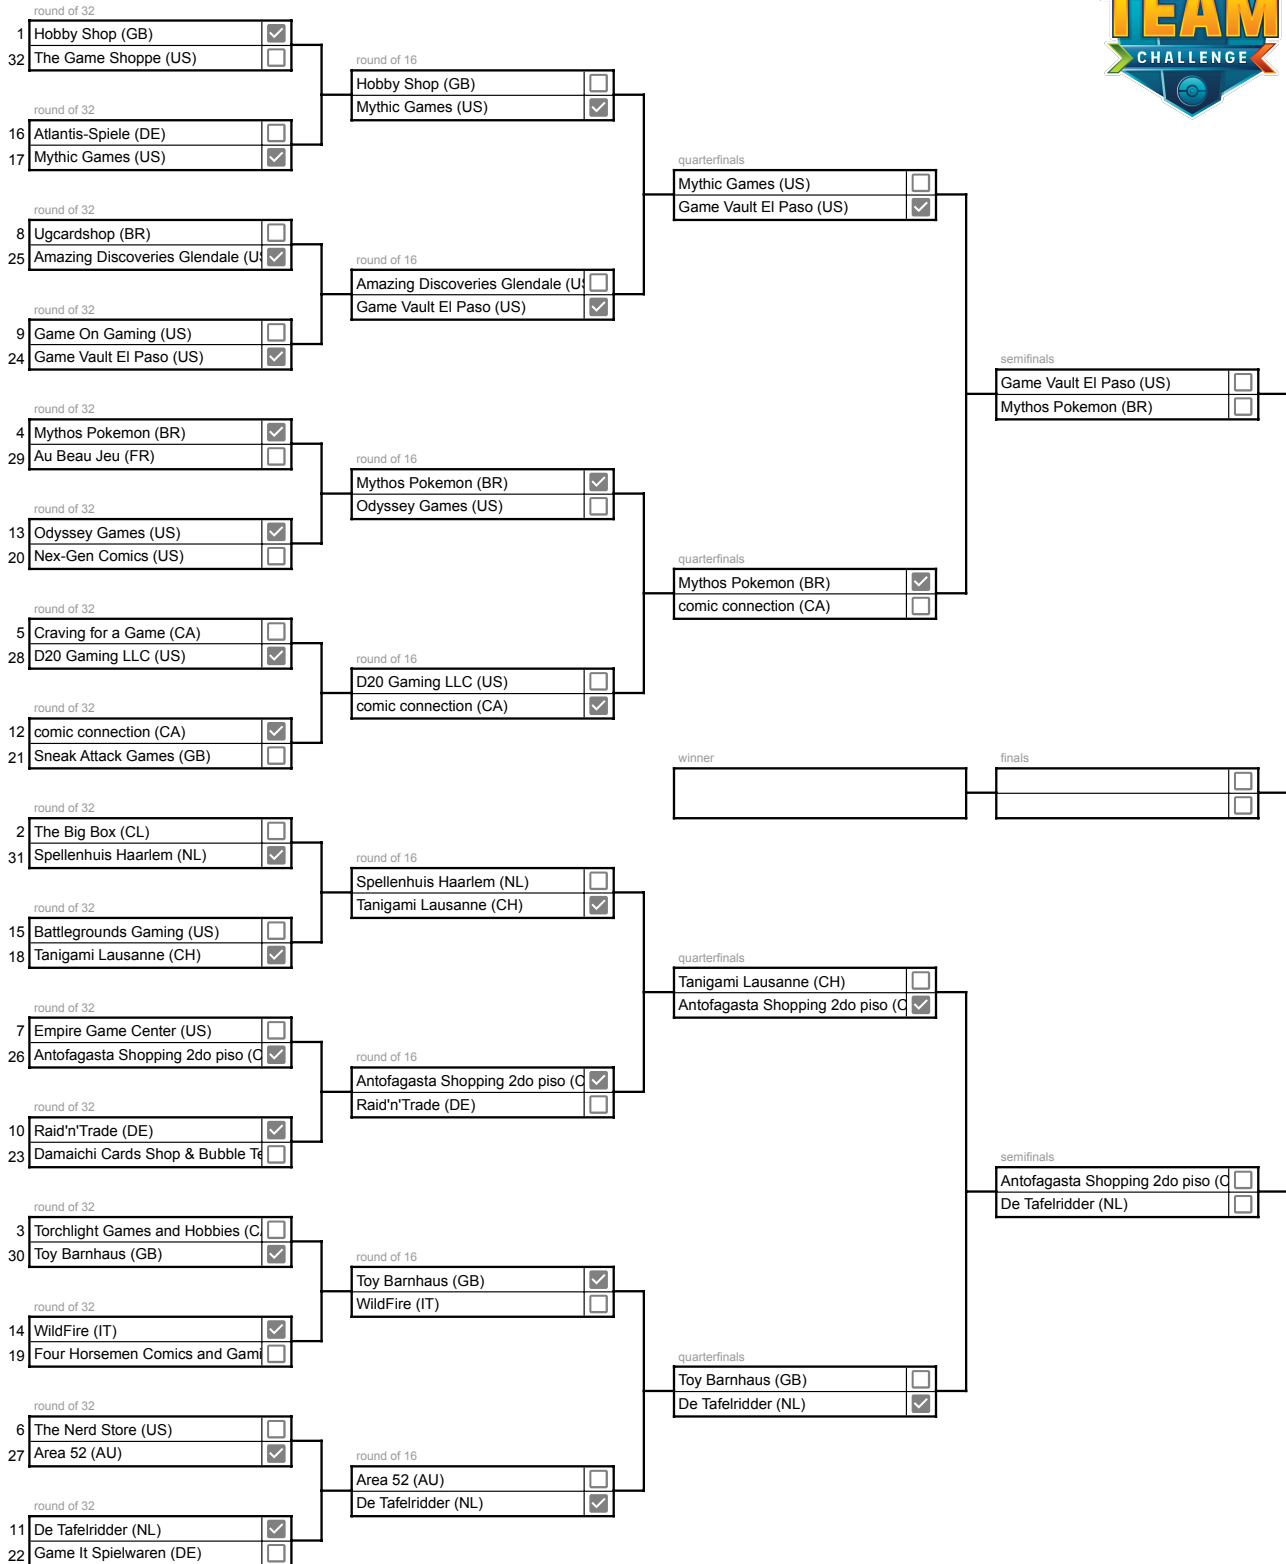 TEAM
CHALLENGE
round of 32
1 Hobby Shop (GB)
32 The Game Shoppe (US)
round of 16
Hobby Shop (GB)
Mythic Games (US)
round of 32
16 Atlantis-Spiele (DE)
17 Mythic Games (US)
quarterfinals
Mythic Games (US)
Game Vault El Paso (US)
round of 32
8 Ugcardshop (BR)
25 Amazing Discoveries Glendale (U
round of 16
Amazing Discoveries Glendale (U
Game Vault El Paso (US)
round of 32
9 Game On Gaming (US)
24 Game Vault El Paso (US)
semifinals
Game Vault El Paso (US)
Mythos Pokemon (BR)
round of 32
4 Mythos Pokemon (BR)
29 Au Beau Jeu (FR)
round of 16
Mythos Pokemon (BR)
Odyssey Games (US)
round of 32
13 Odyssey Games (US)
20 Nex-Gen Comics (US)
quarterfinals
Mythos Pokemon (BR)
comic connection (CA)
round of 32
5 Craving for a Game (CA)
28 D20 Gaming LLC (US)
round of 16
D20 Gaming LLC (US)
comic connection (CA)
round of 32
12 comic connection (CA)
21 Sneak Attack Games (GB)
winner
finals
round of 32
2 The Big Box (CL)
31 Spellenhuis Haarlem (NL)
round of 16
Spellenhuis Haarlem (NL)
Tanigami Lausanne (CH)
round of 32
15 Battlegrounds Gaming (US)
18 Tanigami Lausanne (CH)
quarterfinals
Tanigami Lausanne (CH)
Antofagasta Shopping 2do piso (C
round of 32
7 Empire Game Center (US)
26 Antofagasta Shopping 2do piso (C
round of 16
Antofagasta Shopping 2do piso (C
Raid'n'Trade (DE)
round of 32
10 Raid'n'Trade (DE)
23 Damaichi Cards Shop & Bubble Te
semifinals
Antofagasta Shopping 2do piso (C
De Tafelridder (NL)
round of 32
3 Torchlight Games and Hobbies (C
30 Toy Barnhaus (GB)
round of 16
Toy Barnhaus (GB)
WildFire (IT)
round of 32
14 WildFire (IT)
19 Four Horsemen Comics and Gami
quarterfinals
Toy Barnhaus (GB)
De Tafelridder (NL)
round of 32
6 The Nerd Store (US)
27 Area 52 (AU)
round of 16
Area 52 (AU)
De Tafelridder (NL)
round of 32
11 De Tafelridder (NL)
22 Game It Spielwaren (DE)